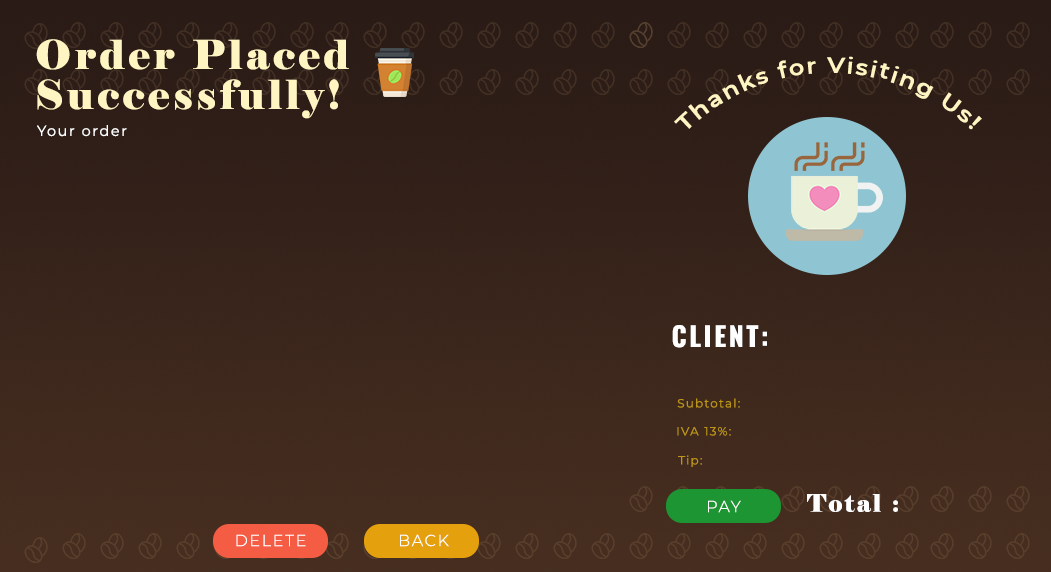 Order Placed
Successfully!
Your order
Thanks for Visiting Us!
CLIENT:
Subtotal:
IVA 13%:
Tip:
PAY
Total :
DELETE
BACK